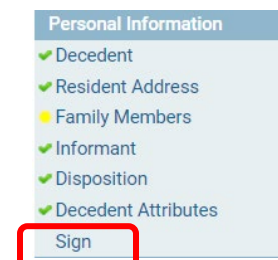 Personal Information
Decedent
Resident Address
Family Members
Informant
Disposition
Decedent Attributes
Sign